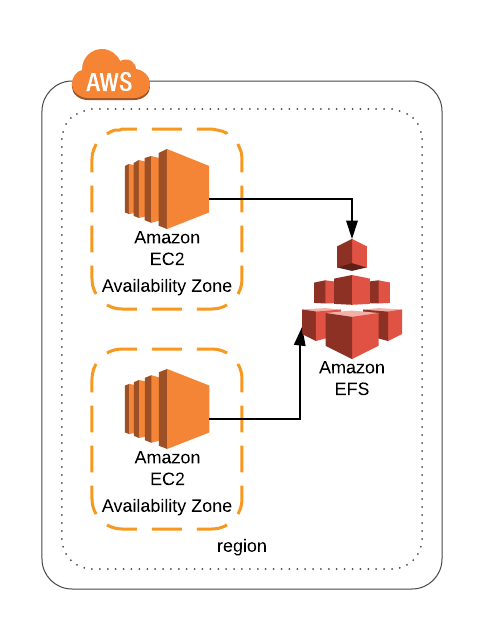 AWS
Amazon
EC2
Availability Zone
Amazon
EFS
Amazon
EC2
Availability Zone
region